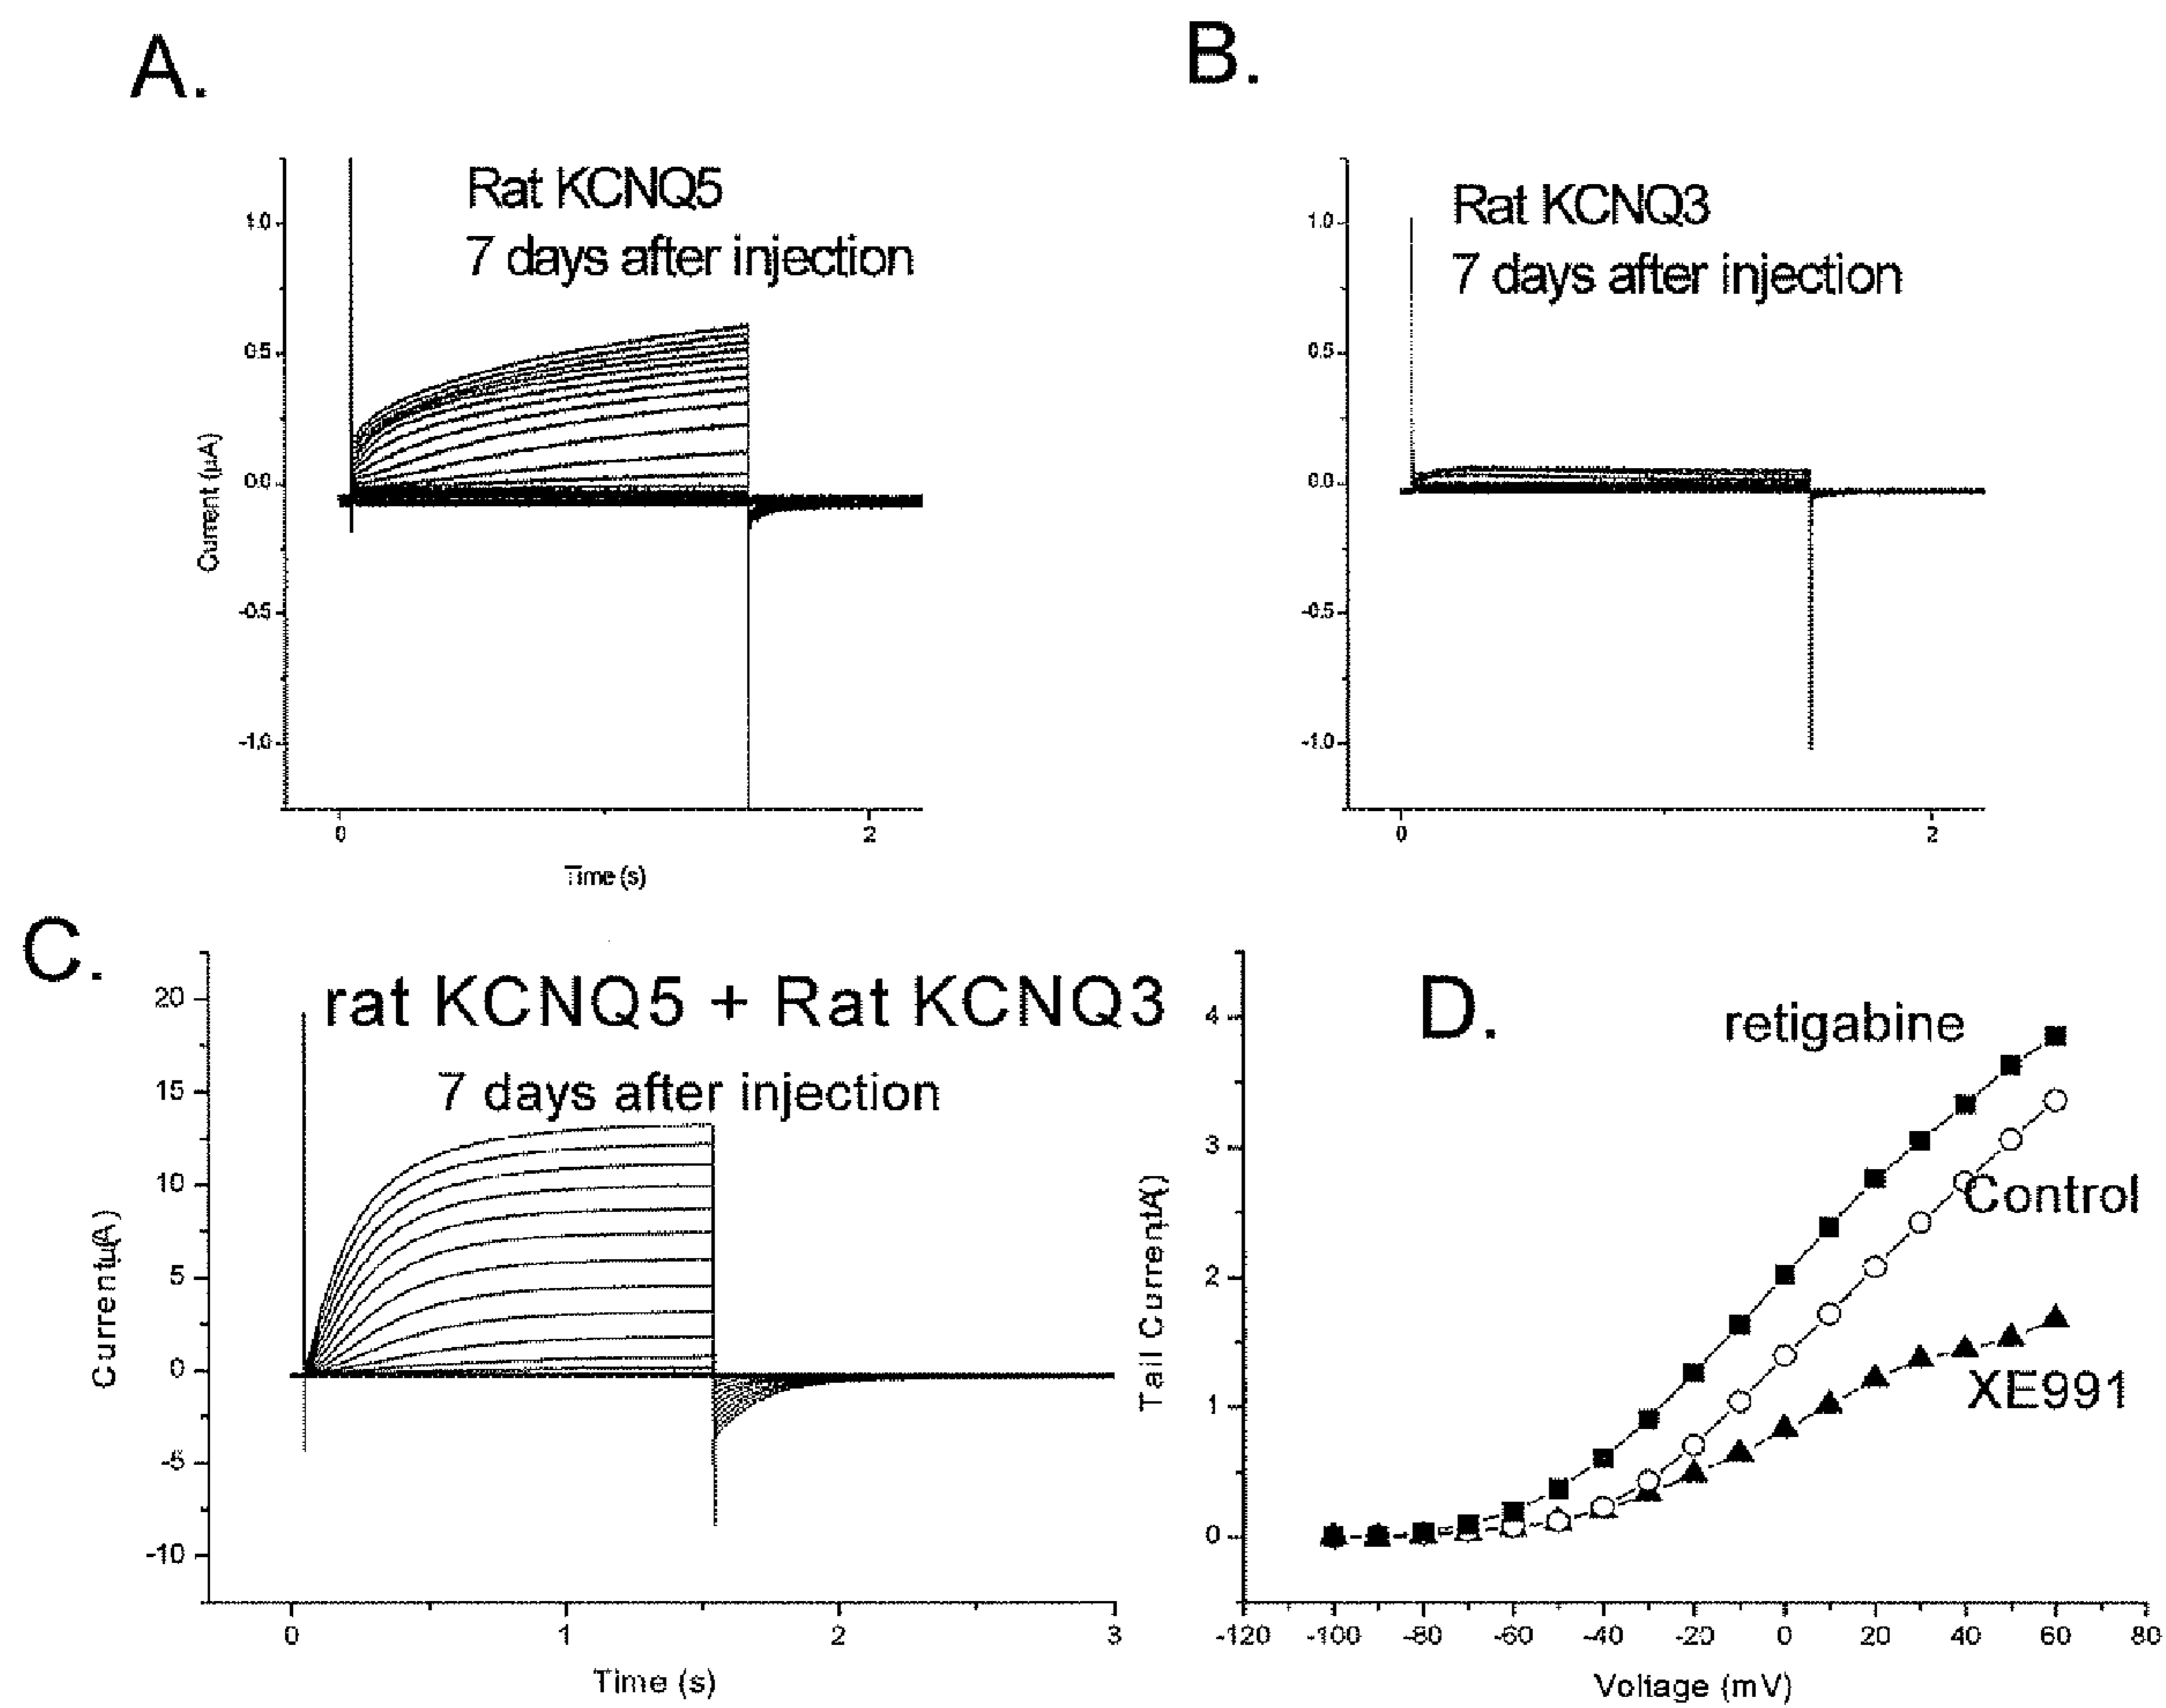 A.
Rat KCNQ5
7 days after injection
1.0
0.5
0.0
-0.5
-1.0
Current (µA)
0
2
Time (s)
B.
Rat KCNQ3
7 days after injection
1.0
0.5
0.0
-0.5
-1.0
0
2
C.
rat KCNQ5 + Rat KCNQ3
7 days after injection
20
15
10
5
0
-5
-10
Current(µA)
0
1
2
3
Time (s)
D.
retigabine
Control
XE991
4
3
2
1
0
Tail Current
-120
-100
-80
-60
-40
-20
0
20
40
60
80
Voltage (mV)